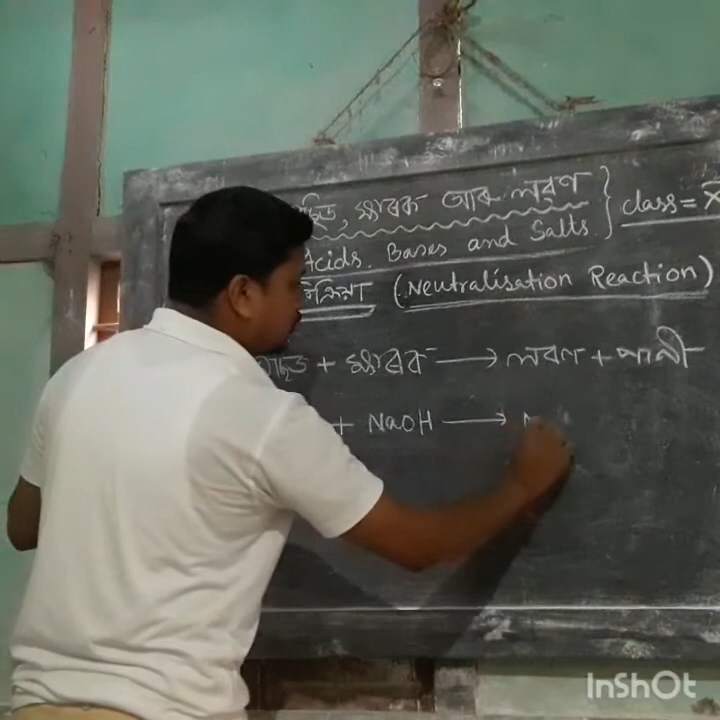 ক্ষাৰক আৰু লৱণ } class = X
Acids, Bases and Salts.
(Neutralisation Reaction)
+ ক্ষাৰক → লৱণ + পানী
+ NaOH →
InShOt